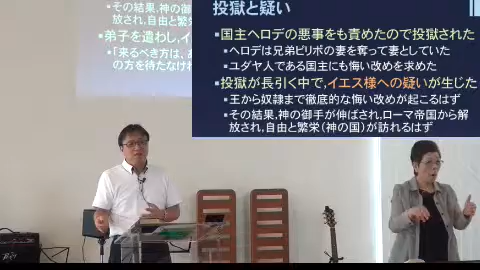 ・その結果,神の御
放され,自由と繁栄
・弟子を遣わし,イ
・「来るべき方は、あ
の方を待たなけれ
投獄と疑い
・国主ヘロデの悪事をも責めたので投獄された
・ヘロデは兄弟ピリポの妻を奪って妻としていた
・ユダヤ人である国主にも悔い改めを求めた
・投獄が長引く中で,イエス様への疑いが生じた
・王から奴隷まで徹底的な悔い改めが起こるはず
・その結果,神の御手が伸ばされ,ローマ帝国から解
放され,自由と繁栄（神の国）が訪れるはず